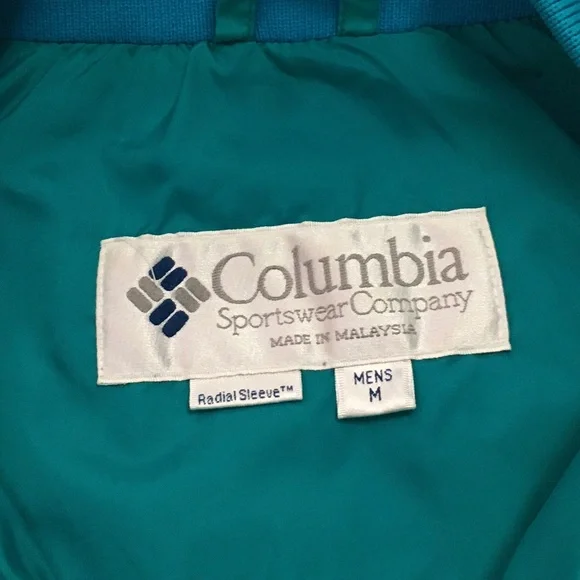 Columbia
Sportswear Company
MADE IN MALAYSIA
Radial Sleeve™
MENS
M